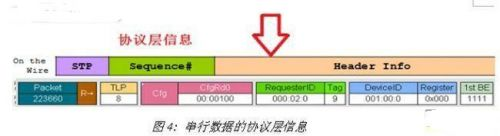 协议层信息
On the Wire STP Sequence# Header Info
Packet R→ TLP Cfg CfgRd0 RequesterID Tag DeviceID Register 1st BE
223660 8 00:00100 000:02:0 9 001:00:0 0x000 1111
图4: 串行数据的协议层信息